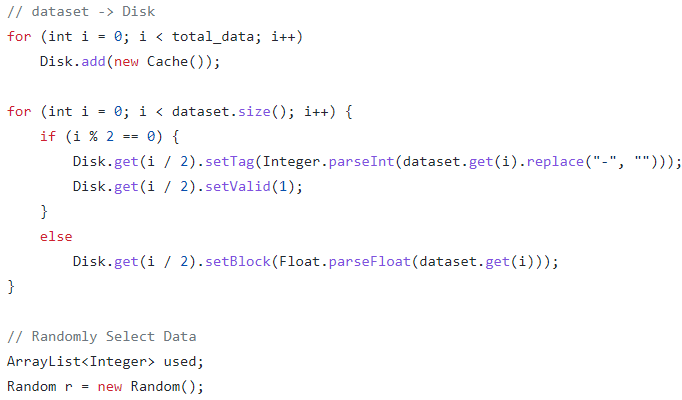 // dataset -> Disk
for (int i = 0; i < total_data; i++)
    Disk.add(new Cache());

for (int i = 0; i < dataset.size(); i++) {
    if (i % 2 == 0) {
        Disk.get(i / 2).setTag(Integer.parseInt(dataset.get(i).replace("-", "")));
        Disk.get(i / 2).setValid(1);
    }
    else
        Disk.get(i / 2).setBlock(Float.parseFloat(dataset.get(i)));
}

// Randomly Select Data
ArrayList<Integer> used;
Random r = new Random();